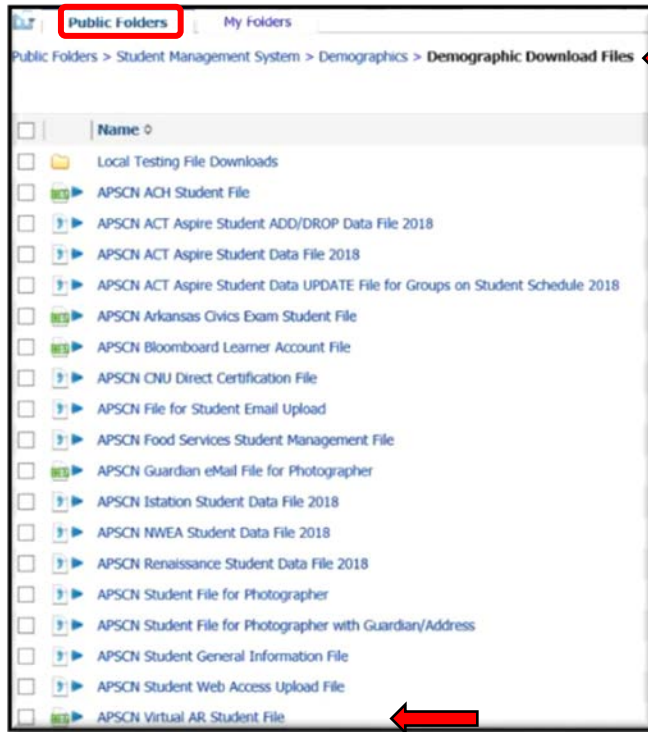 Public Folders My Folders
Public Folders > Student Management System > Demographics > Demographic Download Files
Name
Local Testing File Downloads
APSCN ACH Student File
APSCN ACT Aspire Student ADD/DROP Data File 2018
APSCN ACT Aspire Student Data File 2018
APSCN ACT Aspire Student Data UPDATE File for Groups on Student Schedule 2018
APSCN Arkansas Civics Exam Student File
APSCN Bloomboard Learner Account File
APSCN CNU Direct Certification File
APSCN File for Student Email Upload
APSCN Food Services Student Management File
APSCN Guardian eMail File for Photographer
APSCN Istation Student Data File 2018
APSCN NWEA Student Data File 2018
APSCN Renaissance Student Data File 2018
APSCN Student File for Photographer
APSCN Student File for Photographer with Guardian/Address
APSCN Student General Information File
APSCN Student Web Access Upload File
APSCN Virtual AR Student File